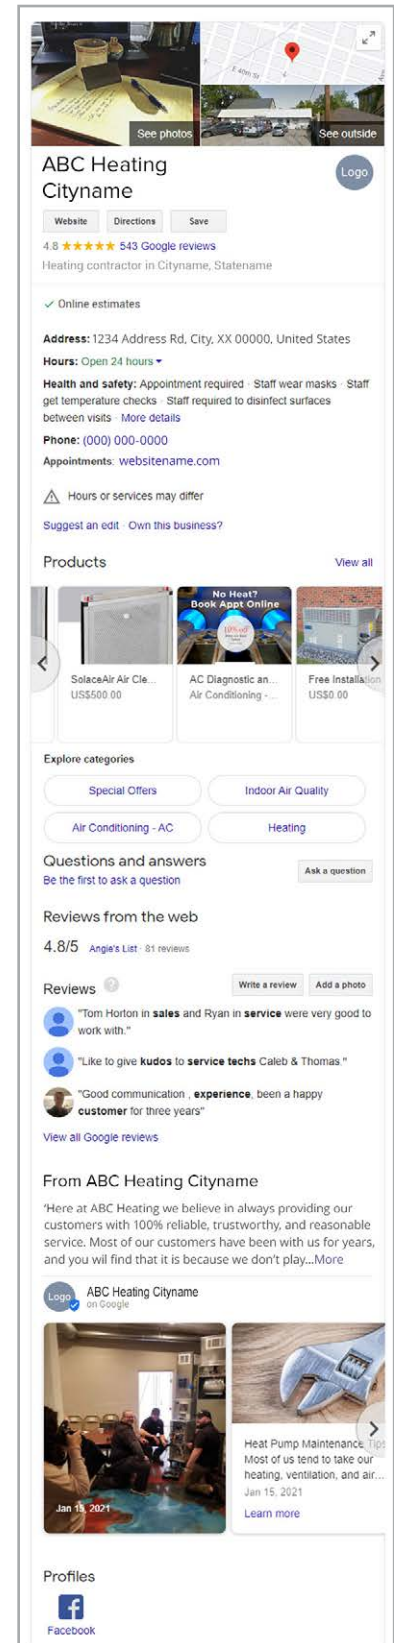 E 40th St
See photos
See outside
ABC Heating
Cityname
Logo
Website Directions Save
4.8 ★★★★★ 543 Google reviews
Heating contractor in Cityname, Statename
✓ Online estimates
Address: 1234 Address Rd, City, XX 00000, United States
Hours: Open 24 hours
Health and safety: Appointment required · Staff wear masks · Staff
get temperature checks · Staff required to disinfect surfaces
between visits · More details
Phone: (000) 000-0000
Appointments: websitename.com
Hours or services may differ
Suggest an edit · Own this business?
Products View all
No Heat?
Book Appt Online
10% off
SolaceAir Air Cle...
US$500.00
AC Diagnostic an...
Air Conditioning -...
Free Installation
US$0.00
Explore categories
Special Offers Indoor Air Quality
Air Conditioning - AC Heating
Questions and answers
Be the first to ask a question
Ask a question
Reviews from the web
4.8/5 Angie's List · 81 reviews
Reviews ? Write a review Add a photo
"Tom Horton in sales and Ryan in service were very good to
work with."
"Like to give kudos to service techs Caleb & Thomas."
"Good communication , experience, been a happy
customer for three years"
View all Google reviews
From ABC Heating Cityname
'Here at ABC Heating we believe in always providing our
customers with 100% reliable, trustworthy, and reasonable
service. Most of our customers have been with us for years,
and you wil find that it is because we don't play...More
Logo
ABC Heating Cityname
on Google
Jan 15, 2021
Heat Pump Maintenance Tips
Most of us tend to take our
heating, ventilation, and air...
Jan 15, 2021
Learn more
Profiles
Facebook